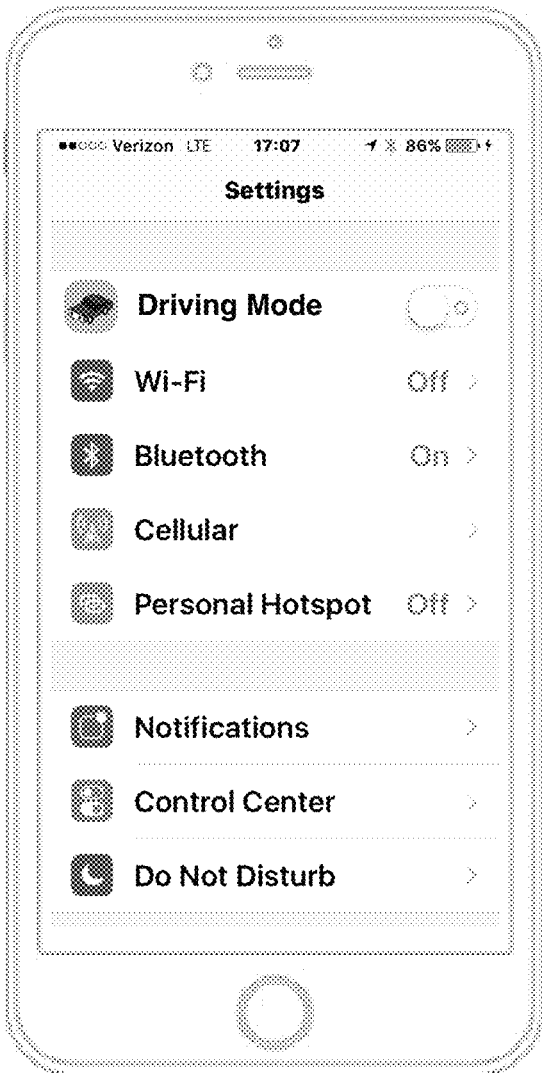 Verizon LTE 17:07 86%
Settings
Driving Mode
Wi-Fi Off
Bluetooth On
Cellular
Personal Hotspot Off
Notifications
Control Center
Do Not Disturb